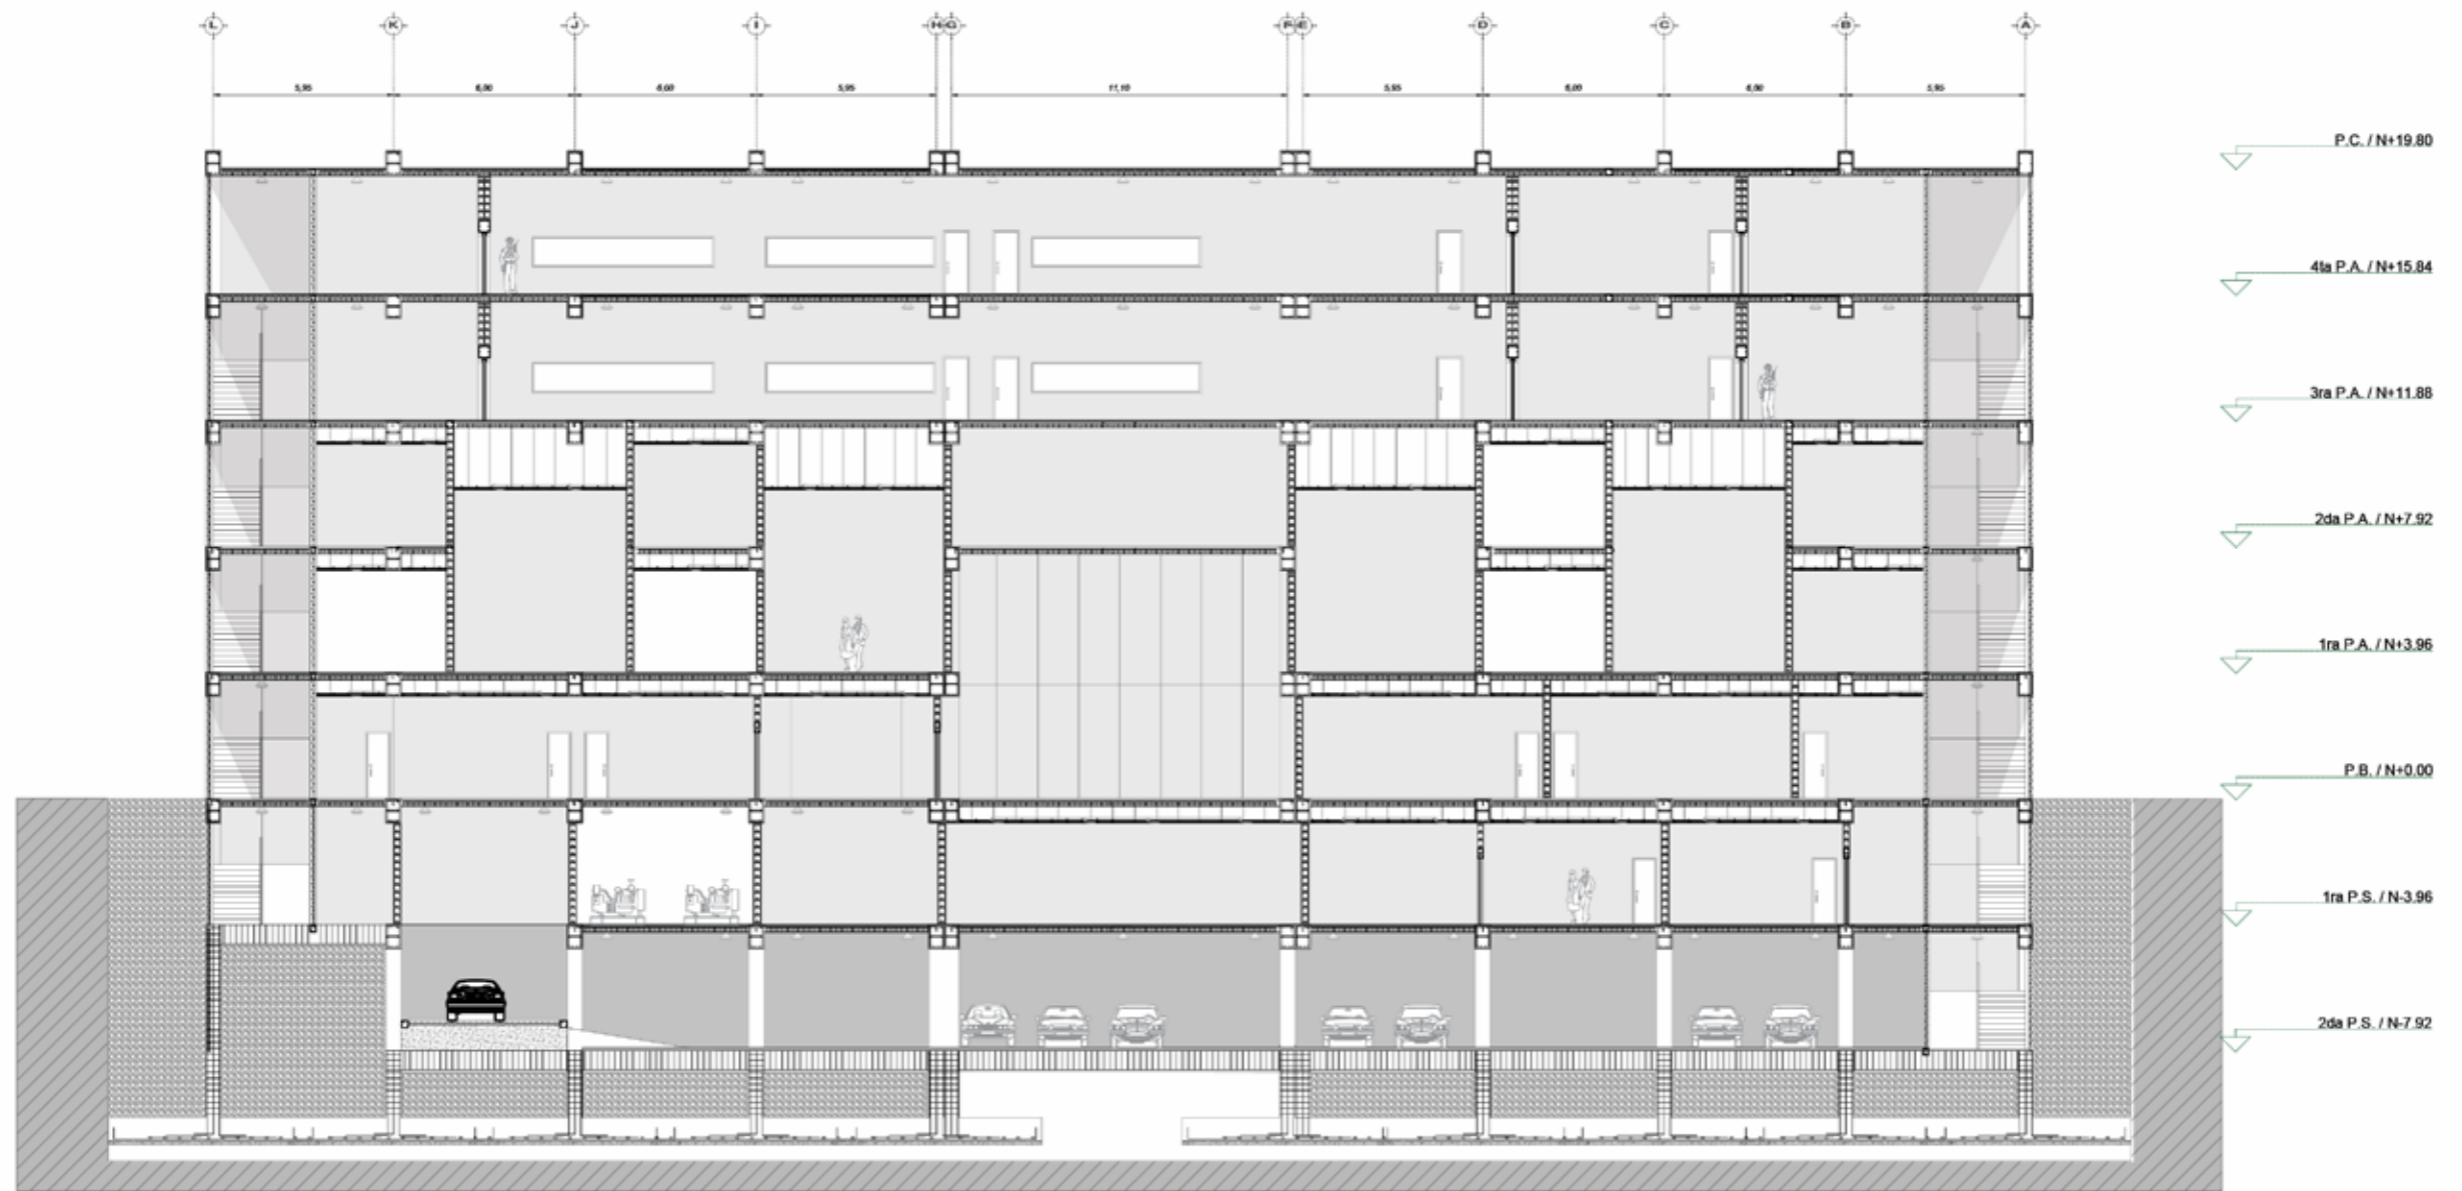 L K J I H G F E D C B A
5,95 6,00 6,00 5,95 11,10 5,95 6,00 6,00 5,95
P.C. / N+19.80
4ta P.A. / N+15.84
3ra P.A. / N+11.88
2da P.A. / N+7.92
1ra P.A. / N+3.96
P.B. / N+0.00
1ra P.S. / N-3.96
2da P.S. / N-7.92